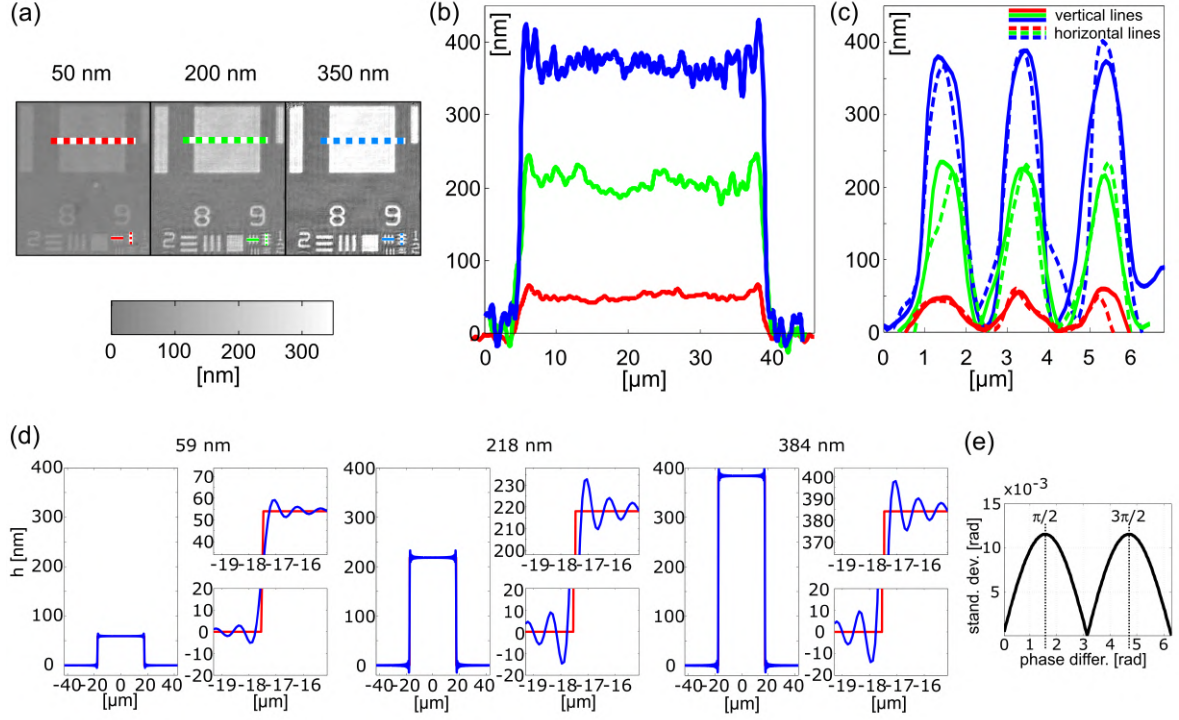 (a)
50 nm 200 nm 350 nm
8 9
8 9
8 9
0 100 200 300
[nm]
(b)
[nm]
400
300
200
100
0
0 10 20 30 40
[µm]
(c)
[nm]
vertical lines
horizontal lines
400
350
300
250
200
150
100
50
0
0 1 2 3 4 5 6
[µm]
(d)
59 nm 218 nm 384 nm
h [nm]
400
300
200
100
0
-40 -20 0 20 40
[µm]
70
60
50
40
-19-18-17-16
20
10
0
-10
-20
-19-18-17-16
[µm]
400
300
200
100
0
-40 -20 0 20 40
[µm]
230
220
210
200
-19-18-17-16
20
10
0
-10
-20
-19-18-17-16
[µm]
400
300
200
100
0
-40 -20 0 20 40
[µm]
400
390
380
370
-19-18-17-16
20
10
0
-10
-20
-19-18-17-16
[µm]
(e)
×10⁻³
stand. dev. [rad]
15
10
5
π/2 3π/2
0 1 2 3 4 5 6
phase differ. [rad]